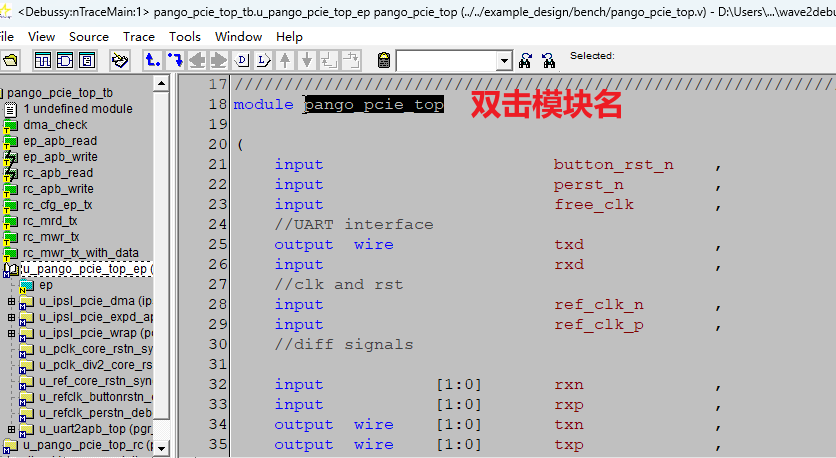 <Debussy:nTraceMain:1> pango_pcie_top_tb.u_pango_pcie_top_ep pango_pcie_top (../../example_design/bench/pango_pcie_top.v) - D:\Users\...\wave2debu
File View Source Trace Tools Window Help
Selected:
pango_pcie_top_tb
1 undefined module
dma_check
ep_apb_read
ep_apb_write
rc_apb_read
rc_apb_write
rc_cfg_ep_tx
rc_mrd_tx
rc_mwr_tx
rc_mwr_tx_with_data
u_pango_pcie_top_ep (
ep
u_ipsl_pcie_dma (ips
u_ipsl_pcie_expd_ap
u_ipsl_pcie_wrap (pc
u_pclk_core_rstn_sy
u_pclk_div2_core_rs
u_ref_core_rstn_syn
u_refclk_buttonrstn_
u_refclk_perstn_deb
u_uart2apb_top (pgr_
u_pango_pcie_top_rc (
17 ////////////////////////////////////////////////////////////
18 module pango_pcie_top 双击模块名
19
20 (
21 input button_rst_n ,
22 input perst_n ,
23 input free_clk ,
24 //UART interface
25 output wire txd ,
26 input rxd ,
27 //clk and rst
28 input ref_clk_n ,
29 input ref_clk_p ,
30 //diff signals
31
32 input [1:0] rxn ,
33 input [1:0] rxp ,
34 output wire [1:0] txn ,
35 output wire [1:0] txp ,